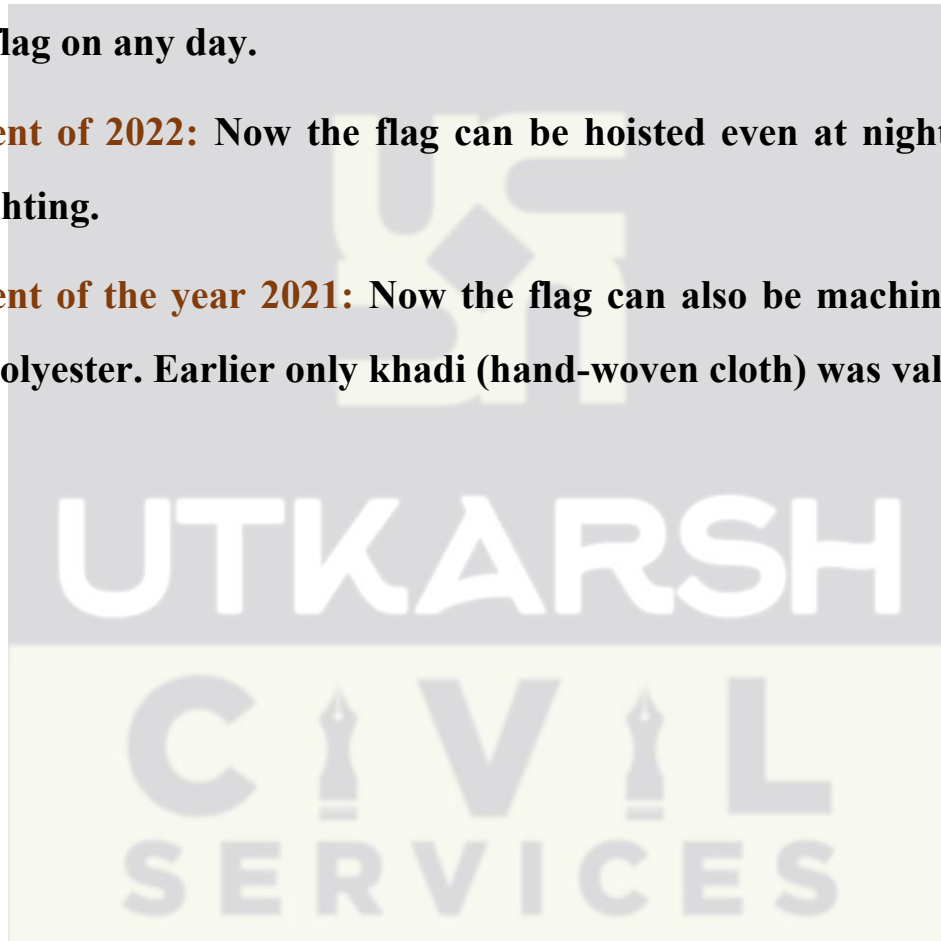 flag on any day.
ent of 2022: Now the flag can be hoisted even at night
hting.
ent of the year 2021: Now the flag can also be machin
olyester. Earlier only khadi (hand-woven cloth) was val
UTKARSH
CIVIL
SERVICES